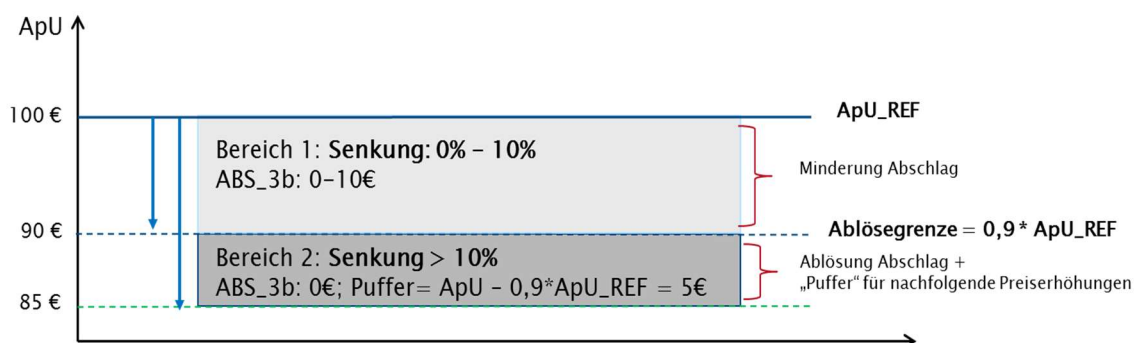 ApU
100 €
ApU_REF
Bereich 1: Senkung: 0% – 10%
ABS_3b: 0–10€
Minderung Abschlag
90 €
Ablösegrenze = 0,9* ApU_REF
Bereich 2: Senkung > 10%
ABS_3b: 0€; Puffer= ApU – 0,9*ApU_REF = 5€
Ablösung Abschlag +
„Puffer“ für nachfolgende Preiserhöhungen
85 €